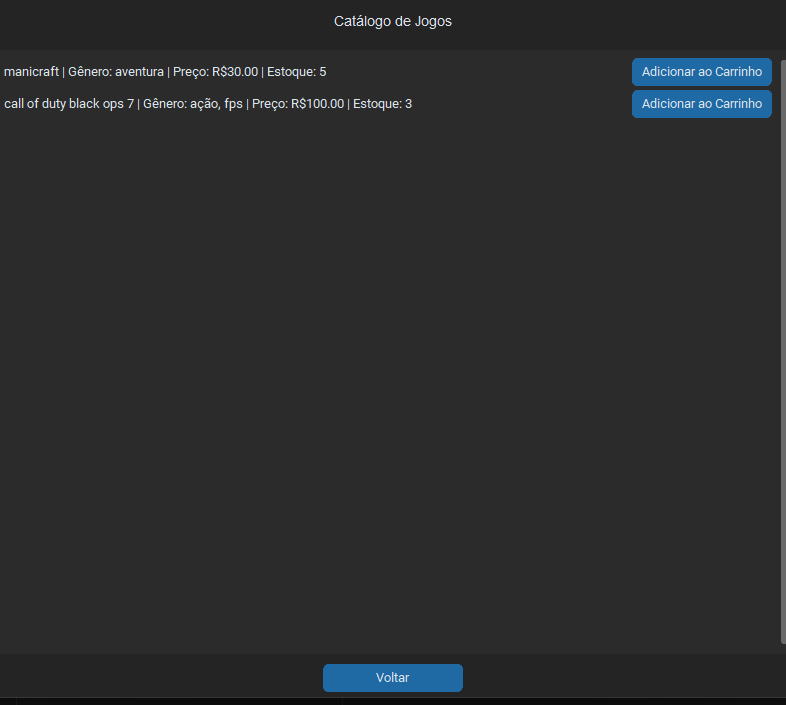 Catálogo de Jogos
manicraft | Gênero: aventura | Preço: R$30.00 | Estoque: 5 Adicionar ao Carrinho
call of duty black ops 7 | Gênero: ação, fps | Preço: R$100.00 | Estoque: 3 Adicionar ao Carrinho
Voltar